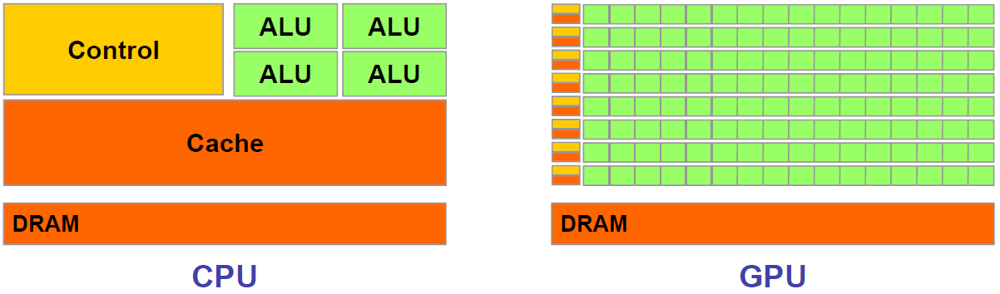 Control
ALU ALU
ALU ALU
Cache
DRAM
CPU
DRAM
GPU